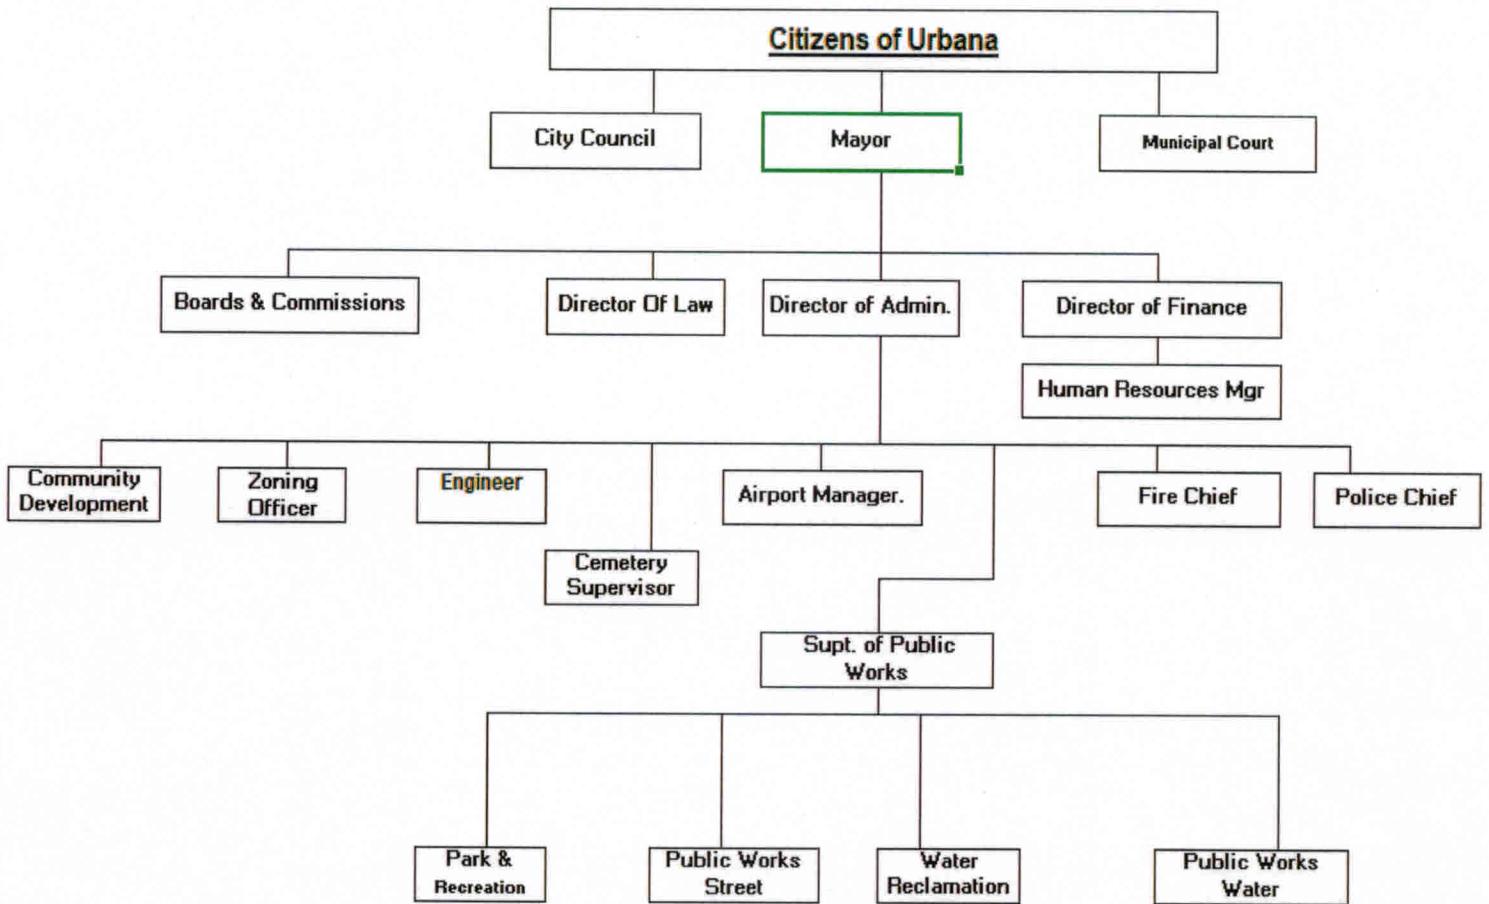 Citizens of Urbana
City Council
Mayor
Municipal Court
Boards & Commissions
Director Of Law
Director of Admin.
Director of Finance
Human Resources Mgr
Community
Development
Zoning
Officer
Engineer
Airport Manager.
Fire Chief
Police Chief
Cemetery
Supervisor
Supt. of Public
Works
Park &
Recreation
Public Works
Street
Water
Reclamation
Public Works
Water